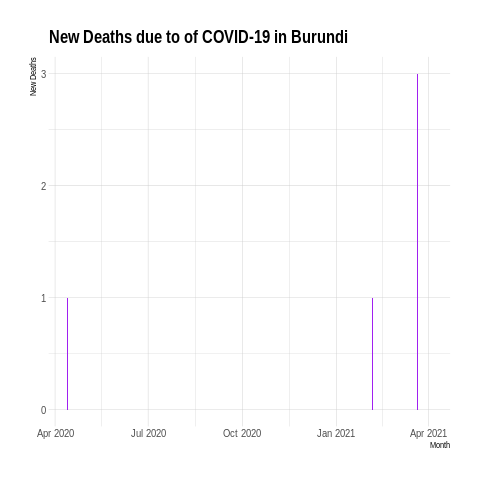 New Deaths due to of COVID-19 in Burundi
New Deaths
3
2
1
0
Apr 2020 Jul 2020 Oct 2020 Jan 2021 Apr 2021
Month